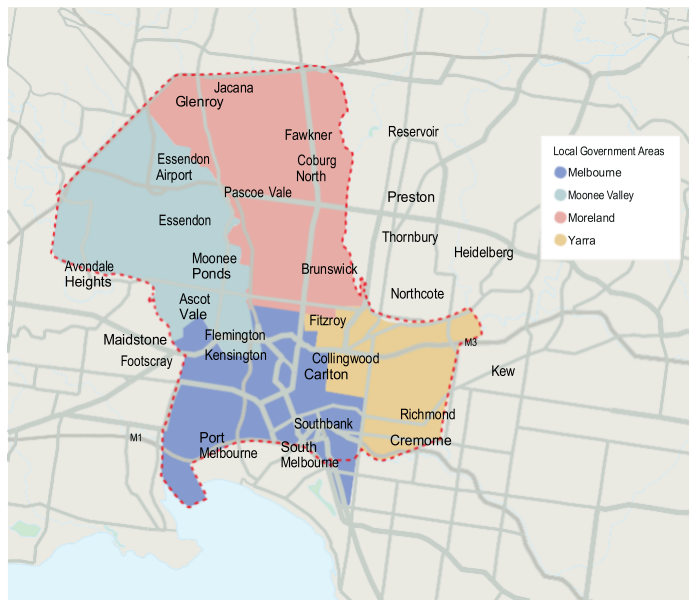 Jacana
Glenroy
Fawkner
Reservoir
Essendon
Airport
Coburg
North
Pascoe Vale
Preston
Essendon
Thornbury
Heidelberg
Moonee
Ponds
Avondale
Heights
Brunswick
Northcote
Ascot
Vale
Fitzroy
Maidstone
Flemington
M3
Footscray
Kensington
Collingwood
Carlton
Kew
Richmond
Southbank
M1
Port
Melbourne
Cremorne
South
Melbourne
Local Government Areas
Melbourne
Moonee Valley
Moreland
Yarra